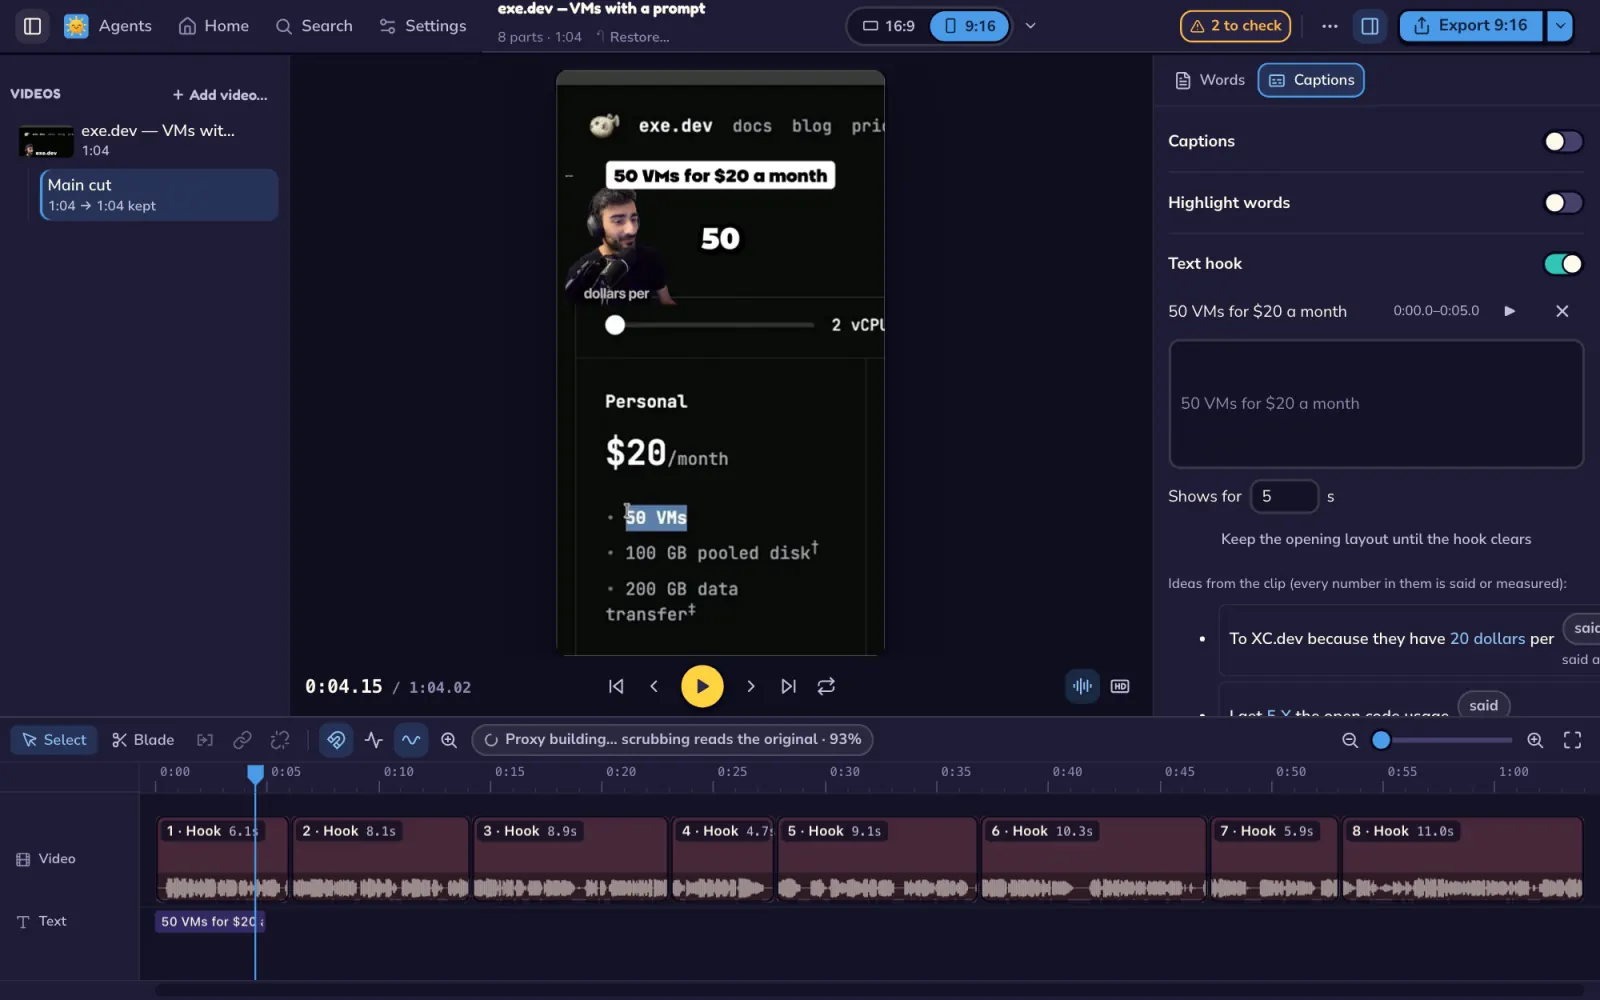 Agents
Home
Search
Settings
exe.dev — VMs with a prompt
8 parts · 1:04
Restore...
16:9
9:16
2 to check
Export 9:16
VIDEOS
+ Add video...
exe.dev — VMs wit...
1:04
Main cut
1:04 → 1:04 kept
exe.dev docs blog
50 VMs for $20 a month
50
dollars per
2
Personal
$20/month
• 50 VMs
• 100 GB pooled disk†
• 200 GB data
transfer‡
0:04.15 / 1:04.02
HD
Words
Captions
Captions
Highlight words
Text hook
50 VMs for $20 a month
0:00.0–0:05.0
50 VMs for $20 a month
Shows for 5 s
Keep the opening layout until the hook clears
Ideas from the clip (every number in them is said or measured):
• To XC.dev because they have 20 dollars per
said a
said
Select
Blade
Proxy building... scrubbing reads the original · 93%
0:00 0:05 0:10 0:15 0:20 0:25 0:30 0:35 0:40 0:45 0:50 0:55 1:00
Video
1 · Hook 6.1s
2 · Hook 8.1s
3 · Hook 8.9s
4 · Hook 4.7s
5 · Hook 9.1s
6 · Hook 10.3s
7 · Hook 5.9s
8 · Hook 11.0s
Text
50 VMs for $20